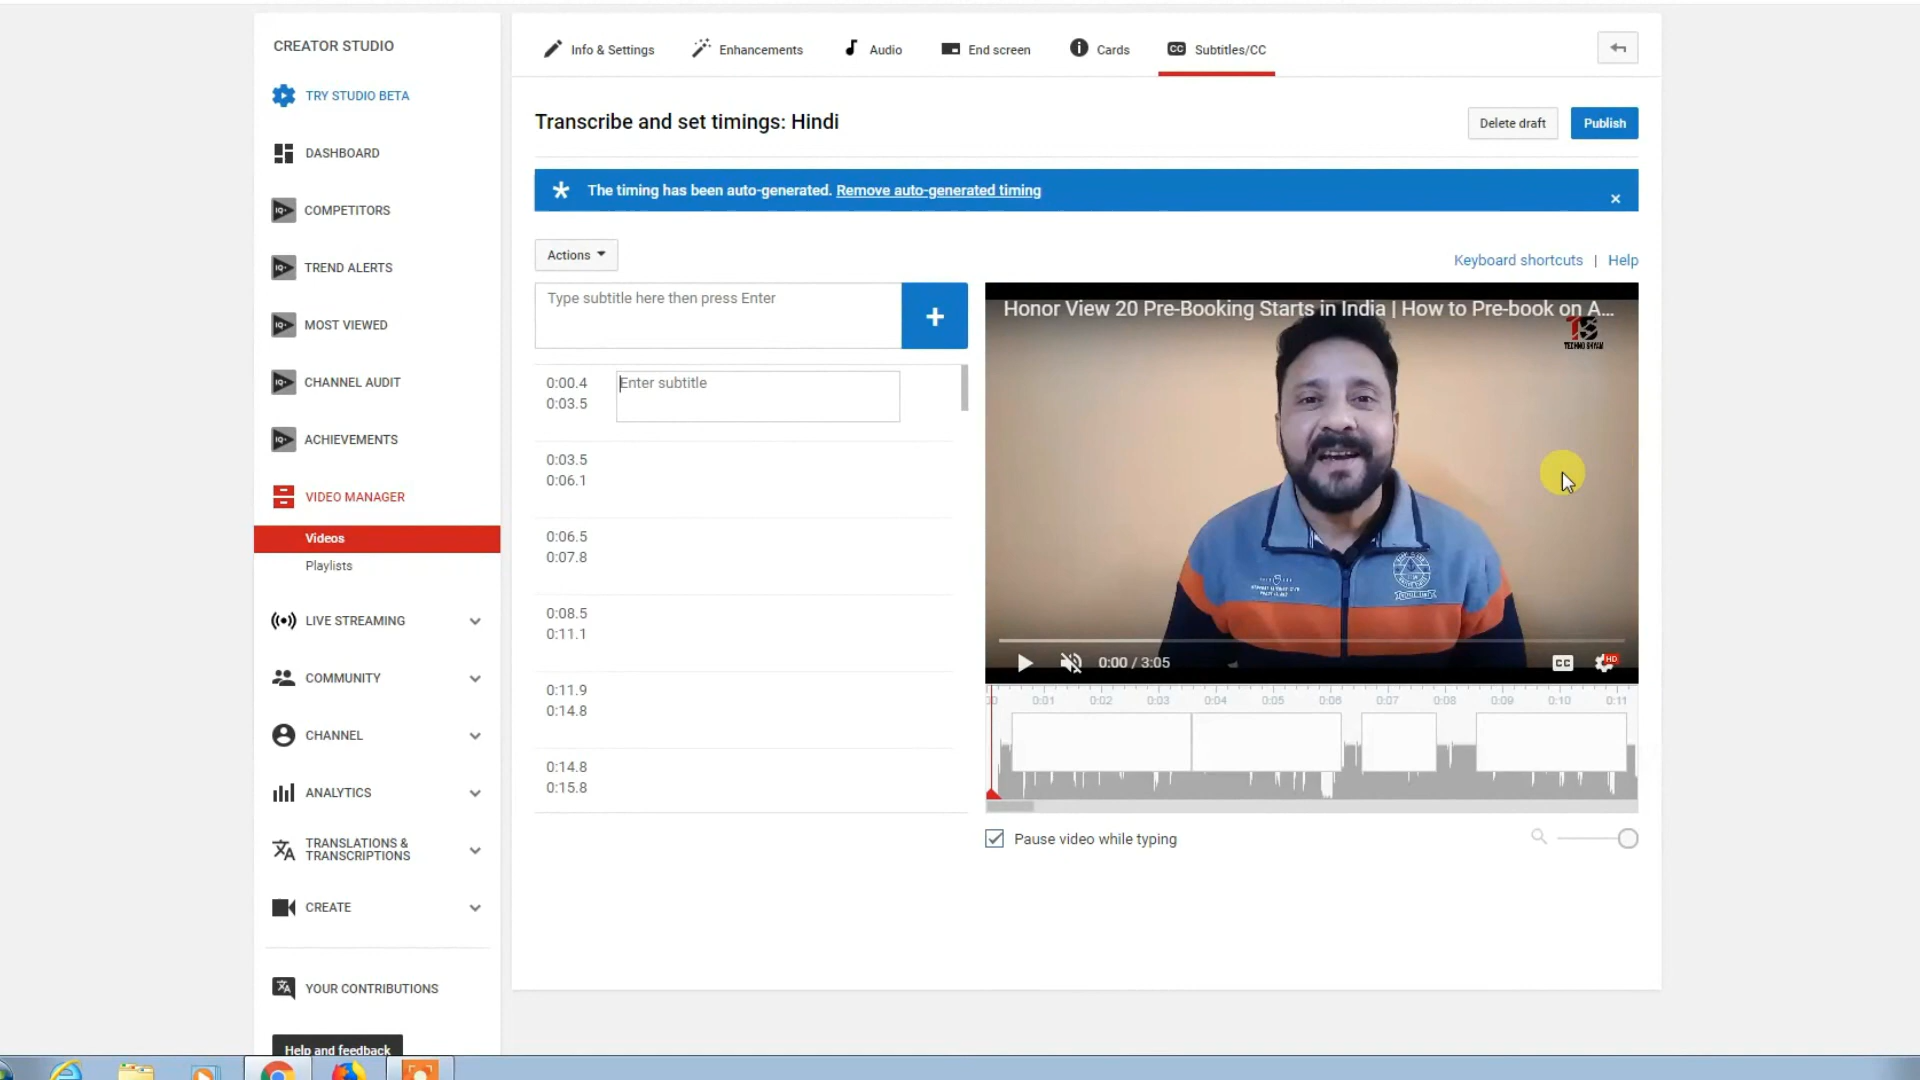 CREATOR STUDIO
TRY STUDIO BETA
DASHBOARD
COMPETITORS
TREND ALERTS
MOST VIEWED
CHANNEL AUDIT
ACHIEVEMENTS
VIDEO MANAGER
Videos
Playlists
LIVE STREAMING
COMMUNITY
CHANNEL
ANALYTICS
TRANSLATIONS &
TRANSCRIPTIONS
CREATE
YOUR CONTRIBUTIONS
Help and feedback
Info & Settings Enhancements Audio End screen Cards CC Subtitles/CC
Transcribe and set timings: Hindi
Delete draft Publish
The timing has been auto-generated. Remove auto-generated timing
Actions
Keyboard shortcuts | Help
Type subtitle here then press Enter
+
0:00.4 Enter subtitle
0:03.5
0:03.5
0:06.1
0:06.5
0:07.8
0:08.5
0:11.1
0:11.9
0:14.8
0:14.8
0:15.8
Honor View 20 Pre-Booking Starts in India | How to Pre-book on A...
TS
TECHNO SHYAM
0:00 / 3:05 CC HD
0:01 0:02 0:03 0:04 0:05 0:06 0:07 0:08 0:09 0:10 0:11
Pause video while typing